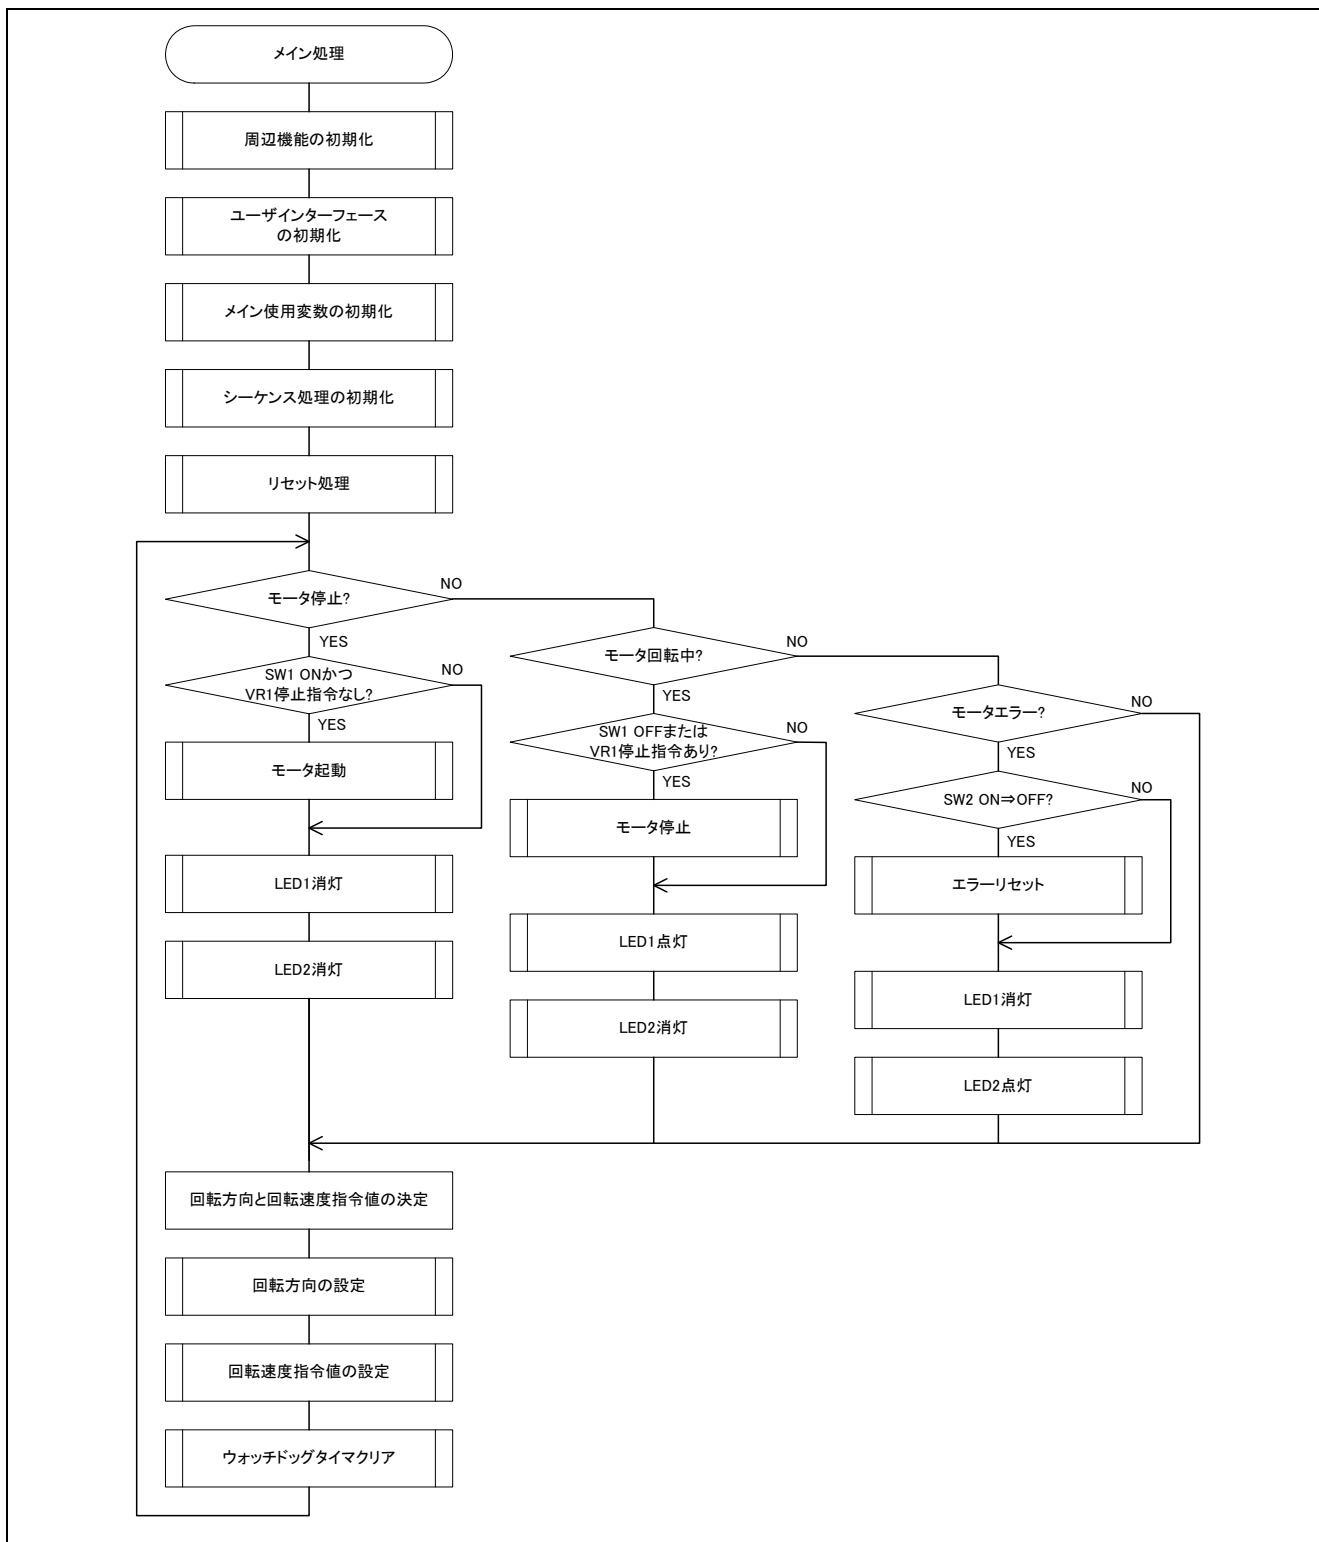 メイン処理
周辺機能の初期化
ユーザインターフェース
の初期化
メイン使用変数の初期化
シーケンス処理の初期化
リセット処理
モータ停止?
NO
YES
SW1 ONかつ
VR1停止指令なし?
NO
YES
モータ起動
LED1消灯
LED2消灯
モータ回転中?
NO
YES
SW1 OFFまたは
VR1停止指令あり?
NO
YES
モータ停止
LED1点灯
LED2消灯
モータエラー?
NO
YES
SW2 ON⇒OFF?
NO
YES
エラーリセット
LED1消灯
LED2点灯
回転方向と回転速度指令値の決定
回転方向の設定
回転速度指令値の設定
ウォッチドッグタイマクリア